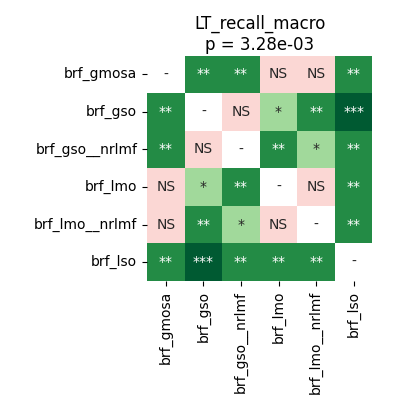 LT_recall_macro
p = 3.28e-03
brf_gmosa - ** ** NS NS **
brf_gso ** - NS * ** ***
brf_gso__nrlmf ** NS - ** * **
brf_lmo NS * ** - NS **
brf_lmo__nrlmf NS ** * NS - **
brf_lso ** *** ** ** ** -
brf_gmosa
brf_gso
brf_gso__nrlmf
brf_lmo
brf_lmo__nrlmf
brf_lso